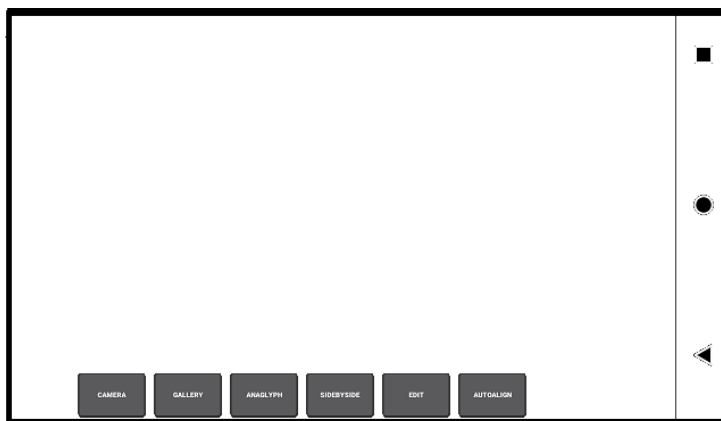 CAMERA
GALLERY
ANAGLYPH
SIDEBYSIDE
EDIT
AUTOALIGN